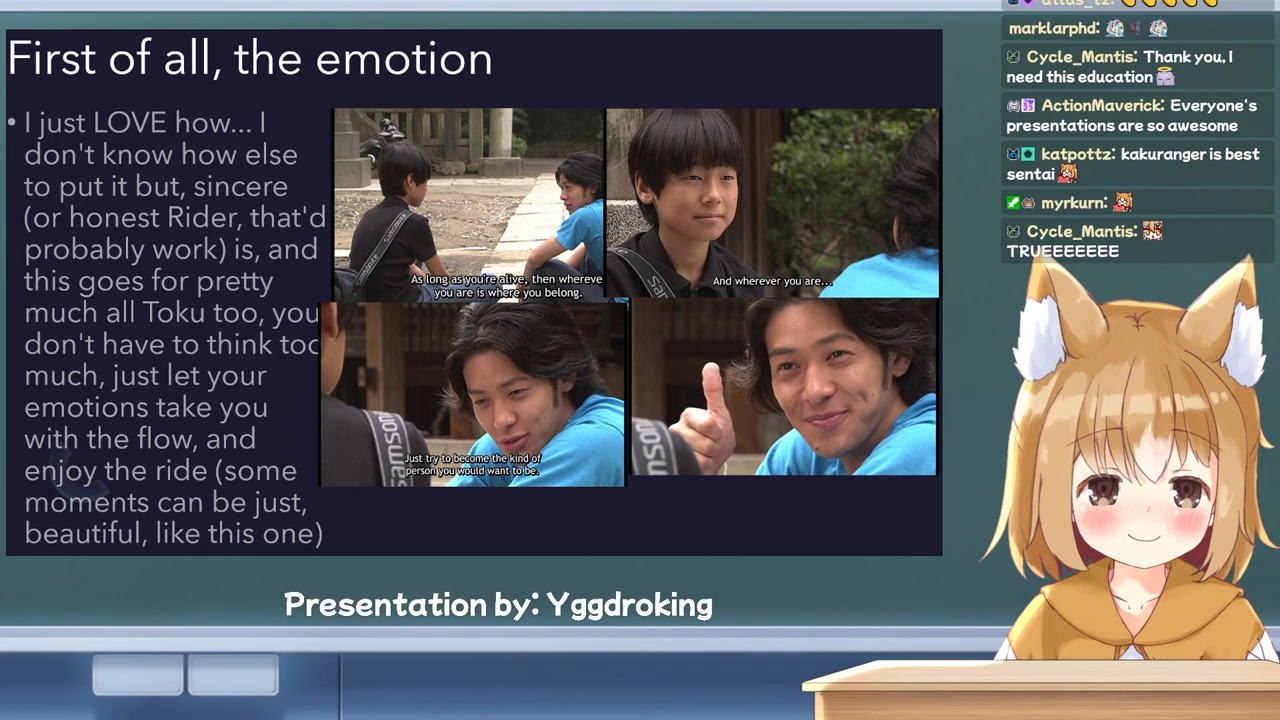 First of all, the emotion
• I just LOVE how... I
don't know how else
to put it but, sincere
(or honest Rider, that'd
probably work) is, and
this goes for pretty
much all Toku too, you
don't have to think too
much, just let your
emotions take you
with the flow, and
enjoy the ride (some
moments can be just,
beautiful, like this one)
As long as you're alive, then whereve
you are is where you belong.
And wherever you are...
Just try to become the kind of
person you would want to be.
samsonite
Sam
samsonite
mson
Presentation by: Yggdroking
atlas_t2:
marklarphd:
Cycle_Mantis: Thank you, I
need this education
ActionMaverick: Everyone's
presentations are so awesome
katpottz: kakuranger is best
sentai
myrkurn:
Cycle_Mantis:
TRUEEEEEEE